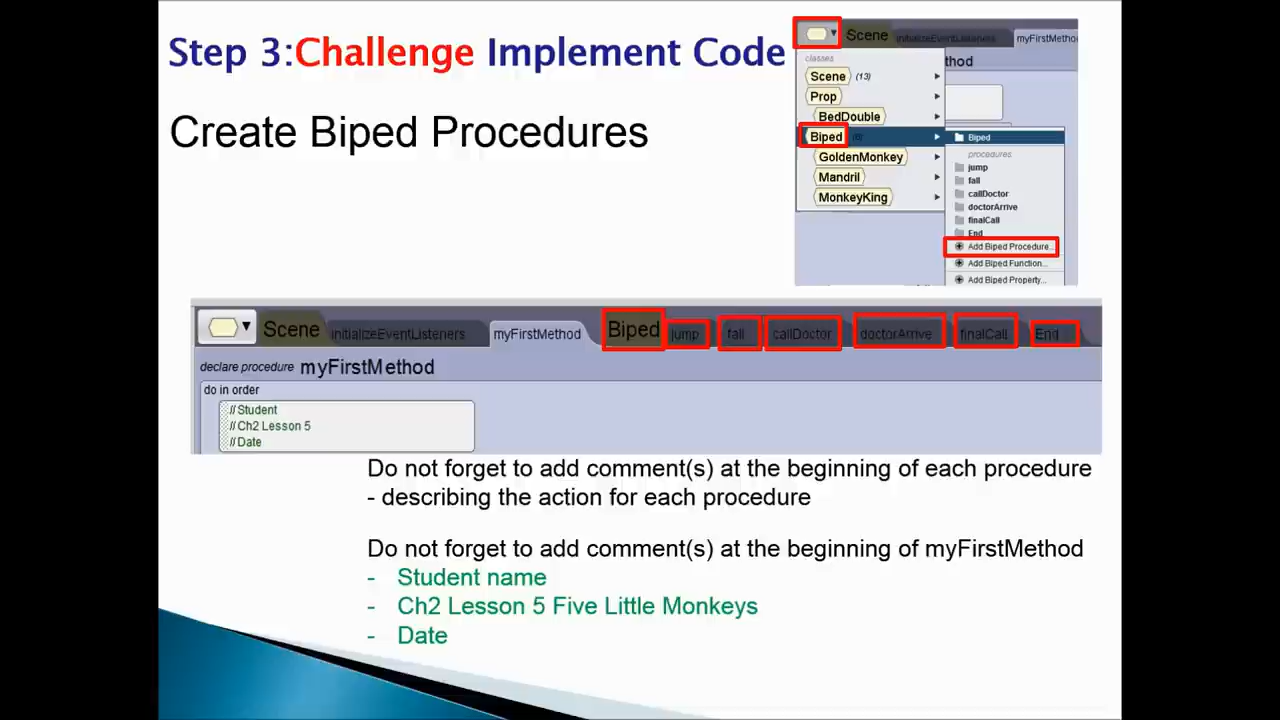 Step 3:Challenge Implement Code
Create Biped Procedures
Scene initializeEventListeners myFirstMethod
classes
Scene (13)
Prop
BedDouble
Biped
GoldenMonkey
Mandril
MonkeyKing
Biped
procedures
jump
fall
callDoctor
doctorArrive
finalCall
End
Add Biped Procedure...
Add Biped Function...
Add Biped Property...
Scene initializeEventListeners myFirstMethod Biped jump fall callDoctor doctorArrive finalCall End
declare procedure myFirstMethod
do in order
//Student
//Ch2 Lesson 5
//Date
Do not forget to add comment(s) at the beginning of each procedure
- describing the action for each procedure
Do not forget to add comment(s) at the beginning of myFirstMethod
- Student name
- Ch2 Lesson 5 Five Little Monkeys
- Date